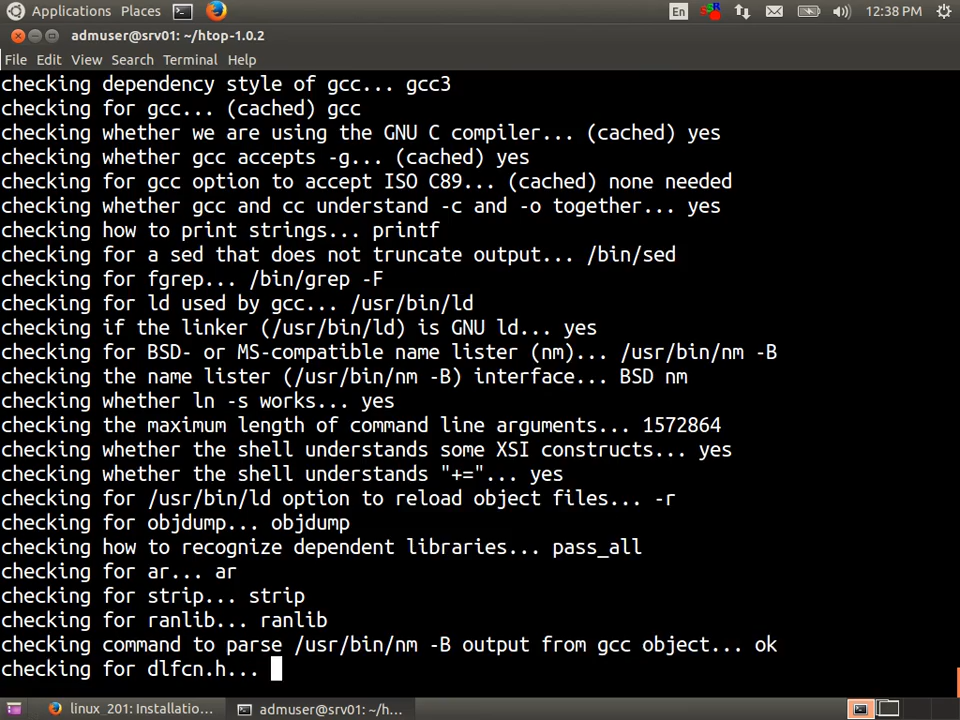 Applications Places En 12:38 PM
admuser@srv01: ~/htop-1.0.2
File Edit View Search Terminal Help
checking dependency style of gcc... gcc3
checking for gcc... (cached) gcc
checking whether we are using the GNU C compiler... (cached) yes
checking whether gcc accepts -g... (cached) yes
checking for gcc option to accept ISO C89... (cached) none needed
checking whether gcc and cc understand -c and -o together... yes
checking how to print strings... printf
checking for a sed that does not truncate output... /bin/sed
checking for fgrep... /bin/grep -F
checking for ld used by gcc... /usr/bin/ld
checking if the linker (/usr/bin/ld) is GNU ld... yes
checking for BSD- or MS-compatible name lister (nm)... /usr/bin/nm -B
checking the name lister (/usr/bin/nm -B) interface... BSD nm
checking whether ln -s works... yes
checking the maximum length of command line arguments... 1572864
checking whether the shell understands some XSI constructs... yes
checking whether the shell understands "+="... yes
checking for /usr/bin/ld option to reload object files... -r
checking for objdump... objdump
checking how to recognize dependent libraries... pass_all
checking for ar... ar
checking for strip... strip
checking for ranlib... ranlib
checking command to parse /usr/bin/nm -B output from gcc object... ok
checking for dlfcn.h...
linux_201: Installatio... admuser@srv01: ~/h...